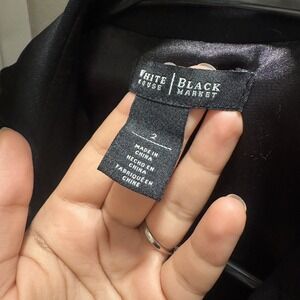 WHITE
HOUSE
BLACK
MARKET
2
MADE IN
CHINA
HECHO EN
CHINA
FABRIQUÉ EN
CHINE